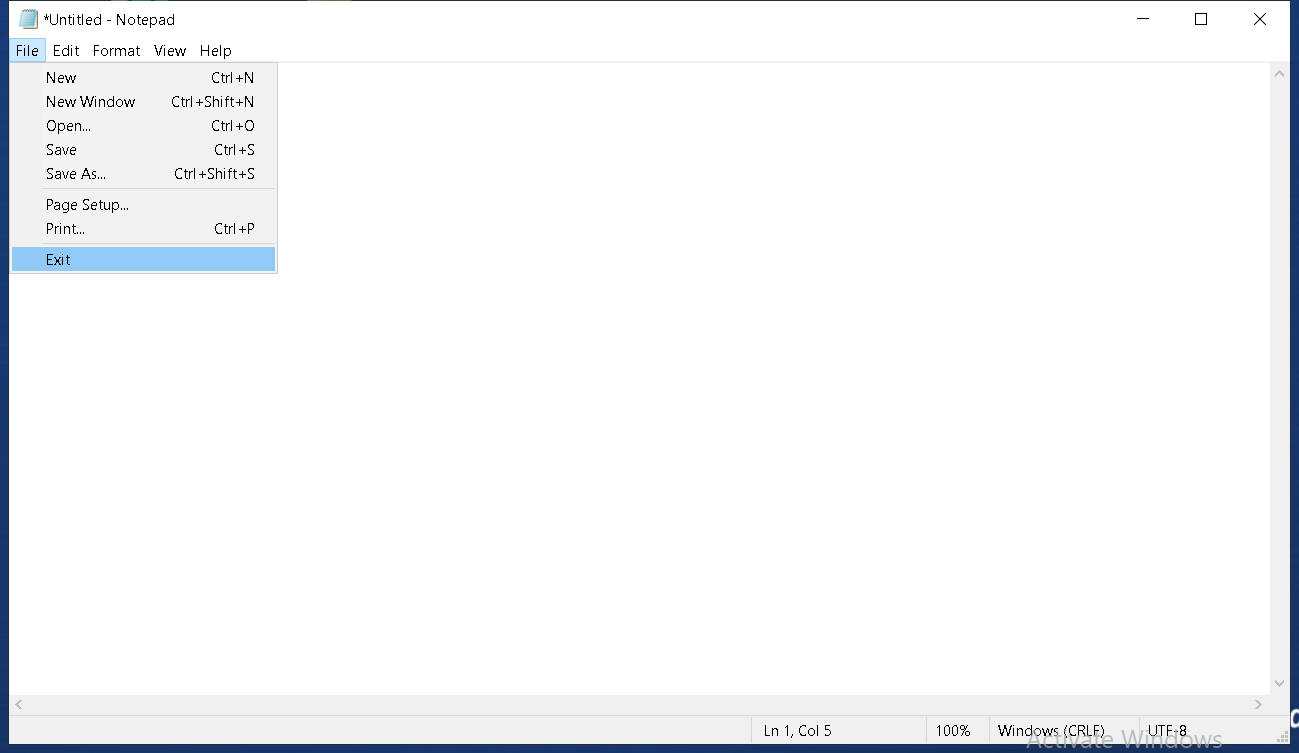 *Untitled - Notepad
File Edit Format View Help
New Ctrl+N
New Window Ctrl+Shift+N
Open... Ctrl+O
Save Ctrl+S
Save As... Ctrl+Shift+S
Page Setup...
Print... Ctrl+P
Exit
Ln 1, Col 5 100% Windows (CRLF) UTF-8
Activate Windows